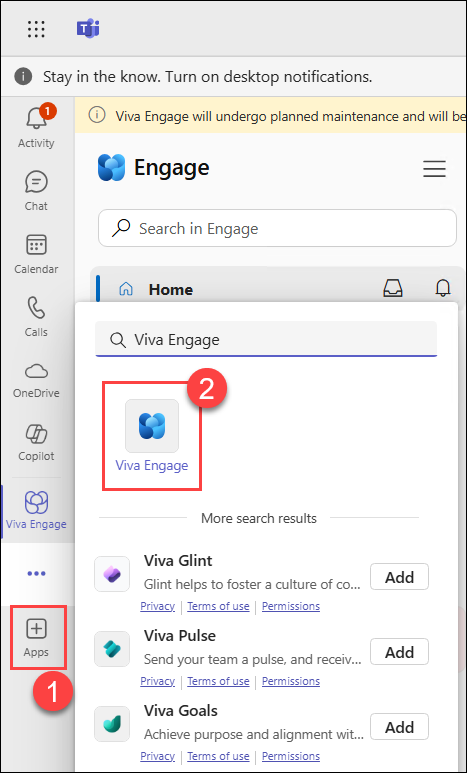 Stay in the know. Turn on desktop notifications.
1
Activity
Chat
Calendar
Calls
OneDrive
Copilot
Viva Engage
Apps
1
Viva Engage will undergo planned maintenance and will be
Engage
Search in Engage
Home
Viva Engage
2
Viva Engage
More search results
Viva Glint
Glint helps to foster a culture of co...
Add
Privacy | Terms of use | Permissions
Viva Pulse
Send your team a pulse, and receiv...
Add
Privacy | Terms of use | Permissions
Viva Goals
Achieve purpose and alignment wit...
Add
Privacy | Terms of use | Permissions